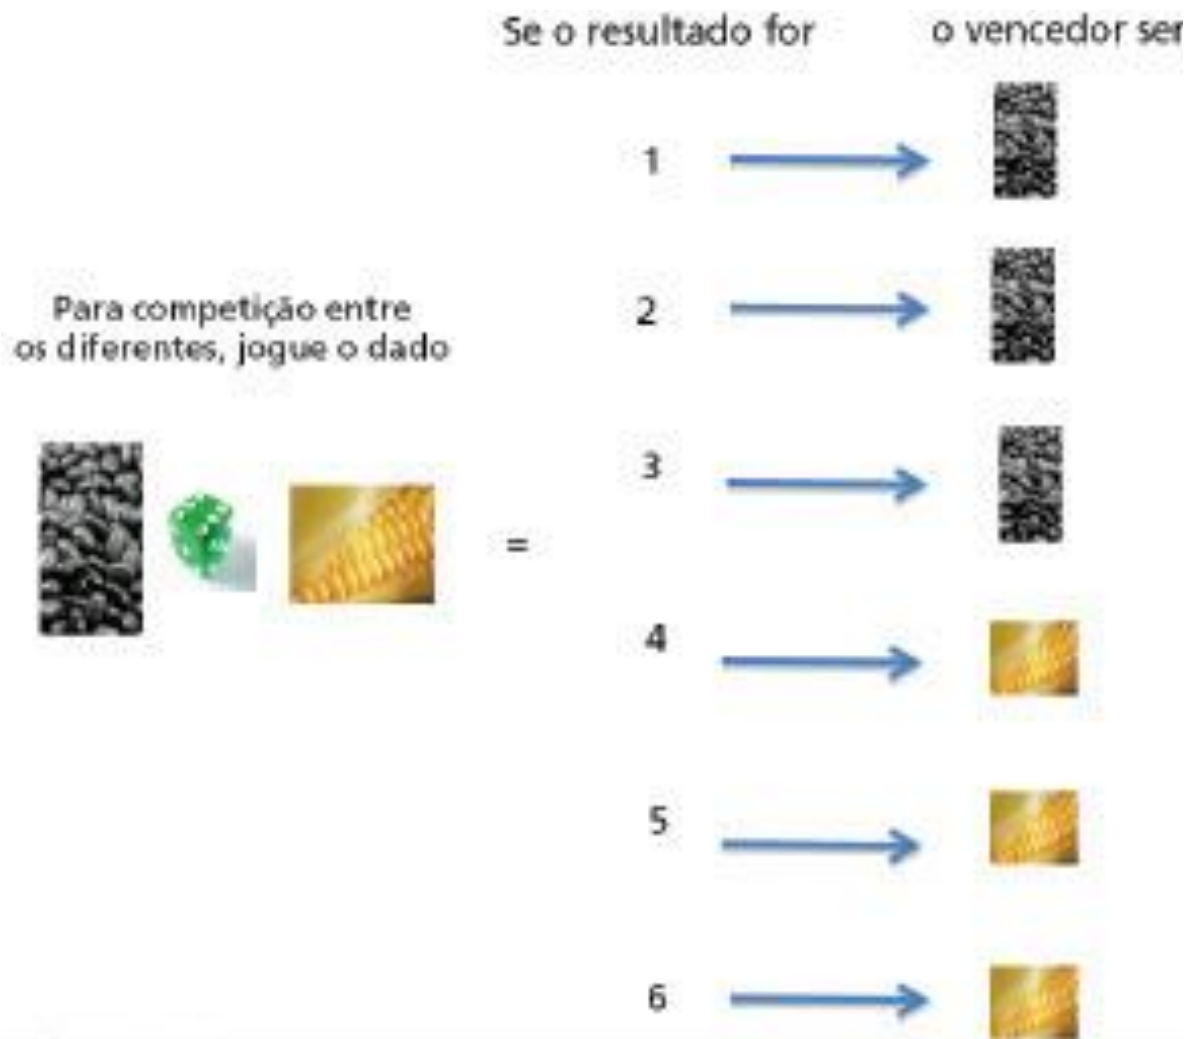 Se o resultado for
o vencedor ser
1
2
Para competição entre
os diferentes, jogue o dado
3
=
4
5
6